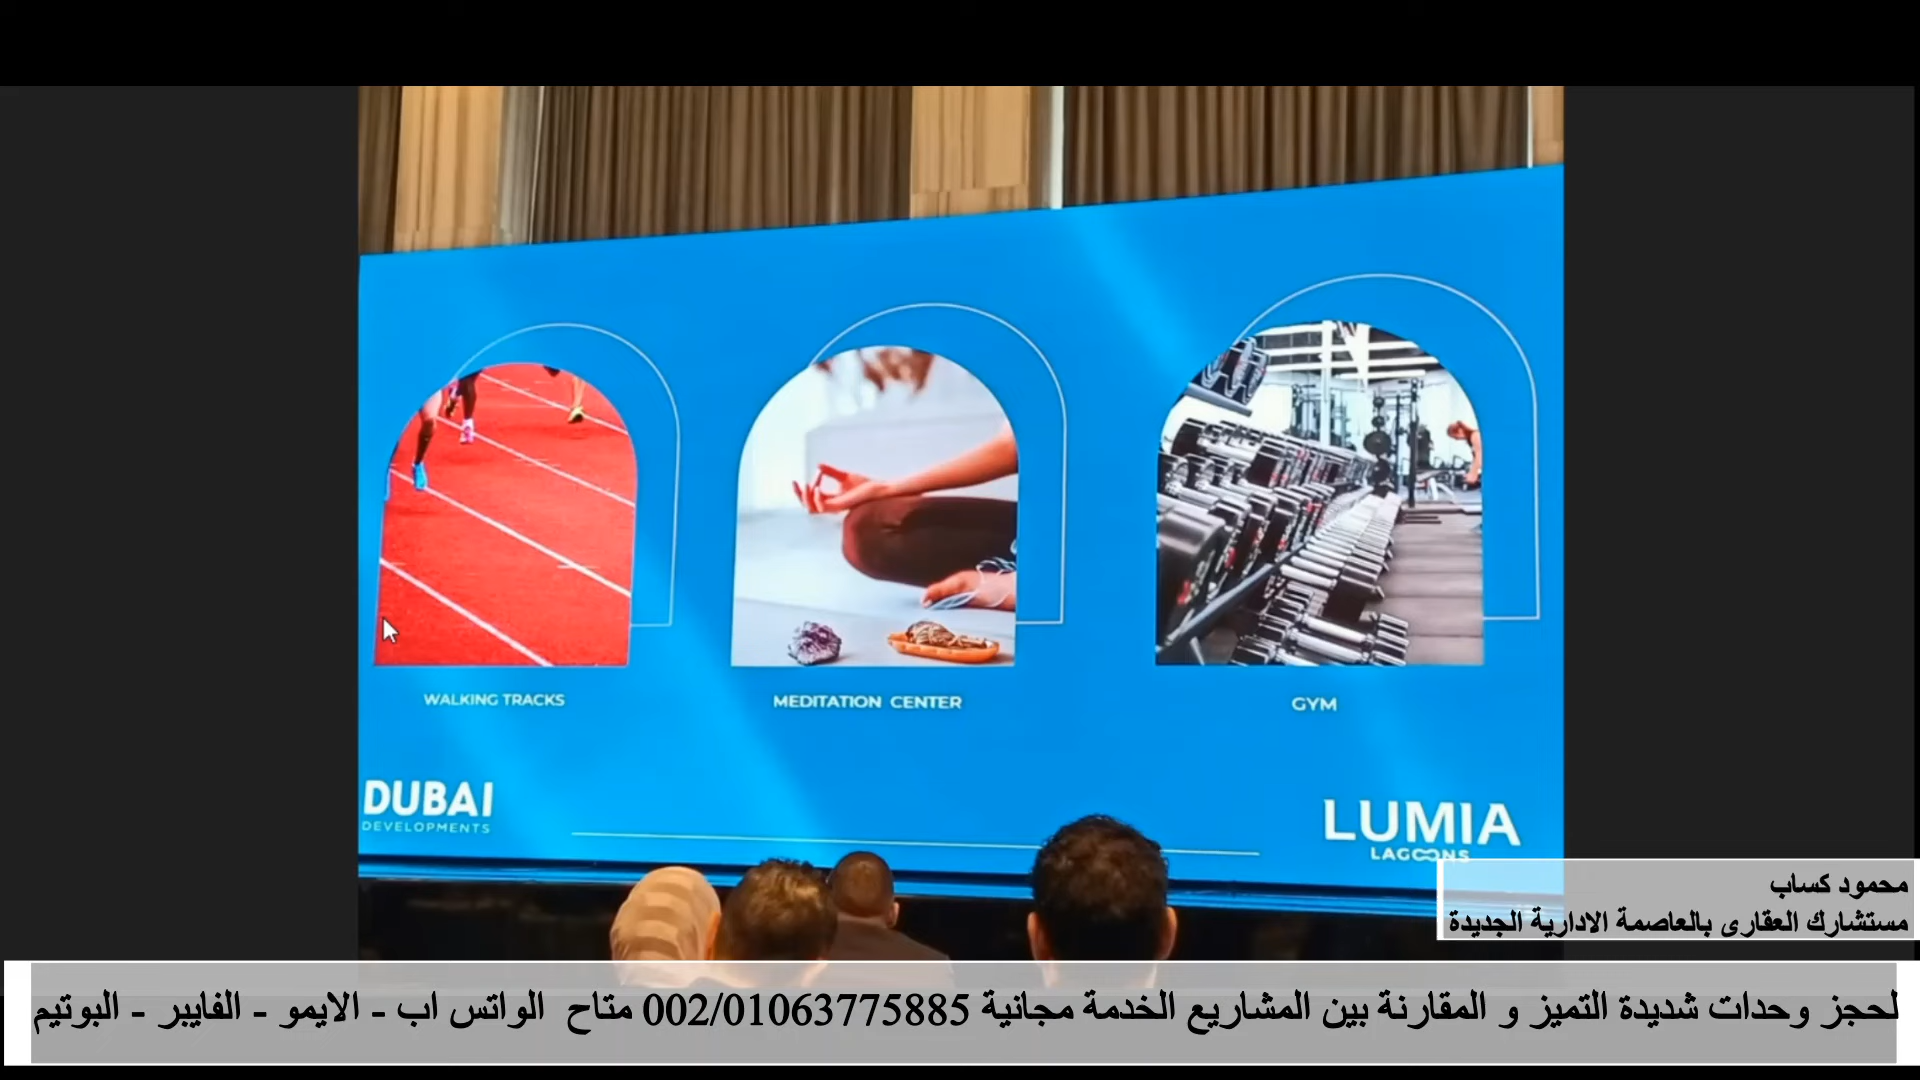 WALKING TRACKS
MEDITATION CENTER
GYM
DUBAI
DEVELOPMENTS
LUMIA
LAGOONS
محمود كساب
مستشارك العقارى بالعاصمة الادارية الجديدة
لحجز وحدات شديدة التميز و المقارنة بين المشاريع الخدمة مجانية 002/01063775885 متاح الواتس اب - الايمو - الفايبر - البوتيم